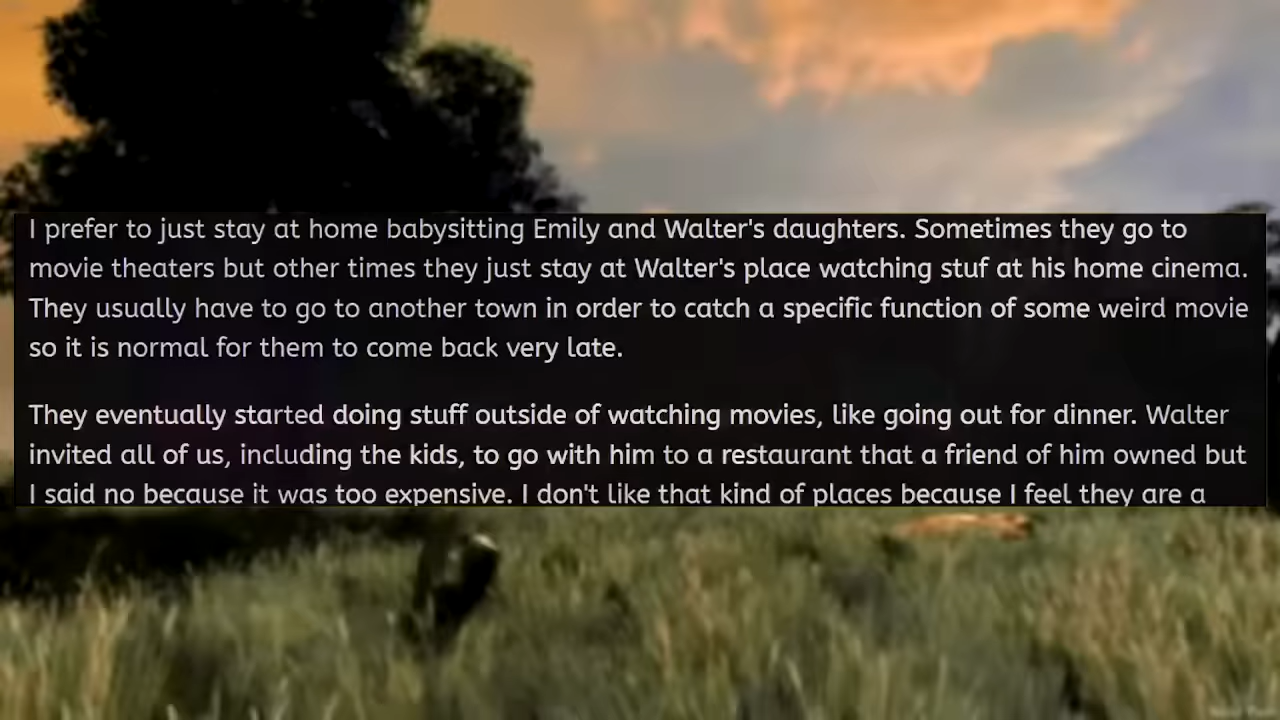 I prefer to just stay at home babysitting Emily and Walter's daughters. Sometimes they go to
movie theaters but other times they just stay at Walter's place watching stuf at his home cinema.
They usually have to go to another town in order to catch a specific function of some weird movie
so it is normal for them to come back very late.
They eventually started doing stuff outside of watching movies, like going out for dinner. Walter
invited all of us, including the kids, to go with him to a restaurant that a friend of him owned but
I said no because it was too expensive. I don't like that kind of places because I feel they are a